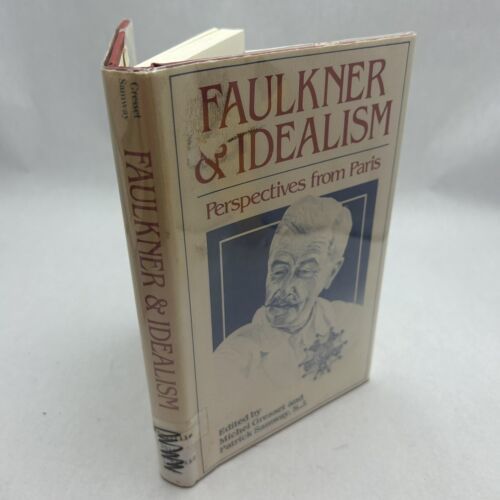 Gresset
Samway
FAULKNER & IDEALISM
FAULKNER
& IDEALISM
Perspectives from Paris
Edited by
Michel Gresset and
Patrick Samway, S.J.